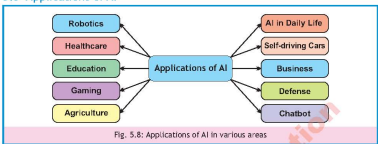 Robotics
Healthcare
Education
Gaming
Agriculture
Applications of AI
AI in Daily Life
Self-driving Cars
Business
Defense
Chatbot
Fig. 5.8: Applications of AI in various areas